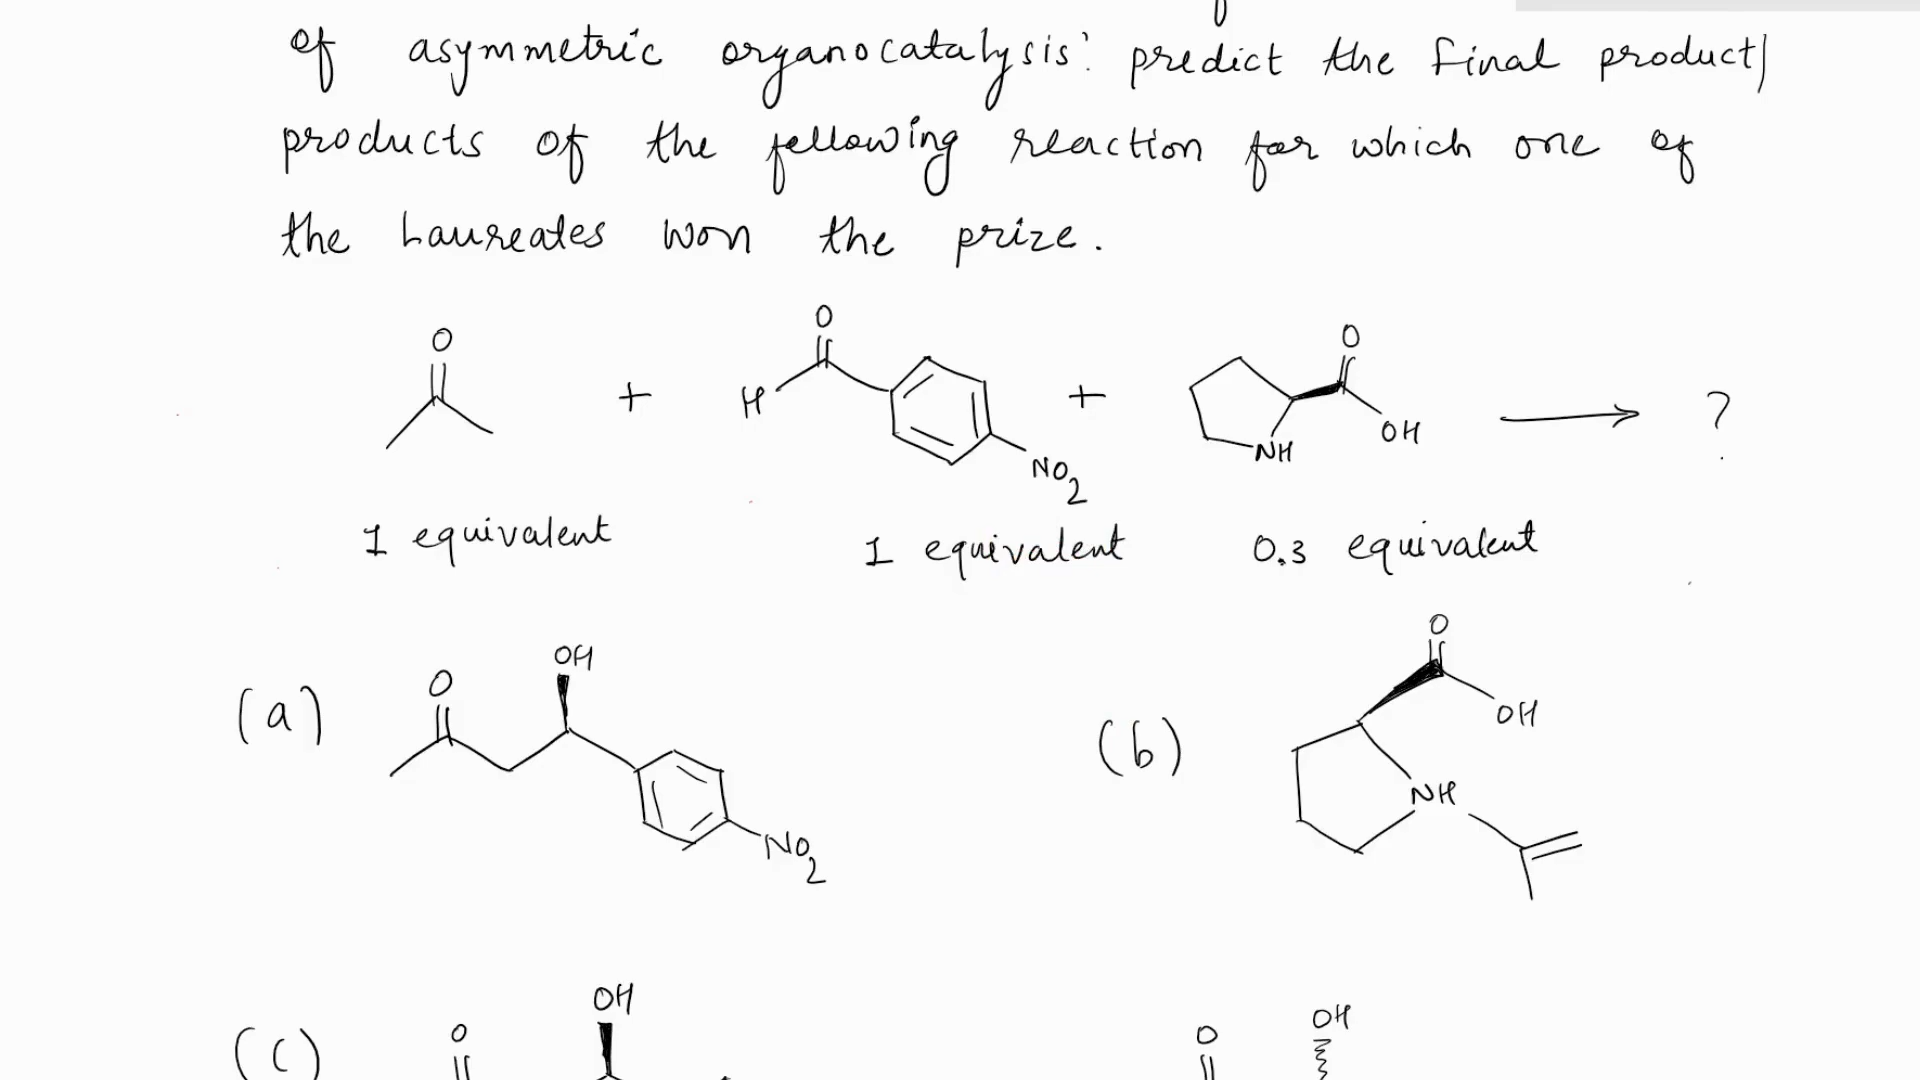 of asymmetric organocatalysis: predict the final product/
products of the following reaction for which one of
the Laureates won the prize.
O + H O NO2 + O OH NH ?
1 equivalent 1 equivalent 0.3 equivalent
(a) O OH NO2
(b) O OH NH
(c) O OH
O OH